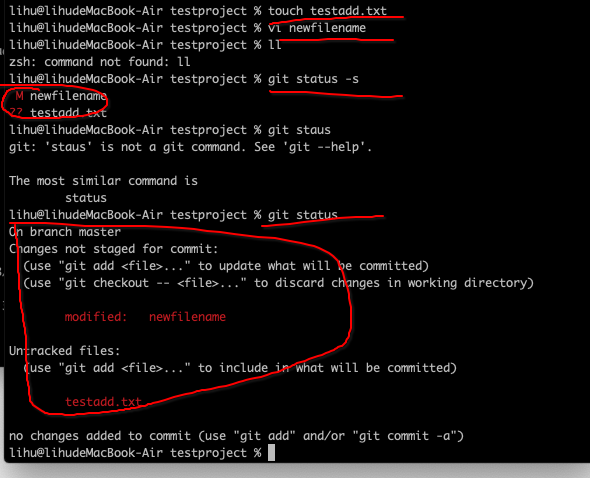 lihu@lihudeMacBook-Air testproject % touch testadd.txt
lihu@lihudeMacBook-Air testproject % vi newfilename
lihu@lihudeMacBook-Air testproject % ll
zsh: command not found: ll
lihu@lihudeMacBook-Air testproject % git status -s
 M newfilename
?? testadd.txt
lihu@lihudeMacBook-Air testproject % git staus
git: 'staus' is not a git command. See 'git --help'.

The most similar command is
        status
lihu@lihudeMacBook-Air testproject % git status
On branch master
Changes not staged for commit:
  (use "git add <file>..." to update what will be committed)
  (use "git checkout -- <file>..." to discard changes in working directory)

        modified:   newfilename

Untracked files:
  (use "git add <file>..." to include in what will be committed)

        testadd.txt

no changes added to commit (use "git add" and/or "git commit -a")
lihu@lihudeMacBook-Air testproject %